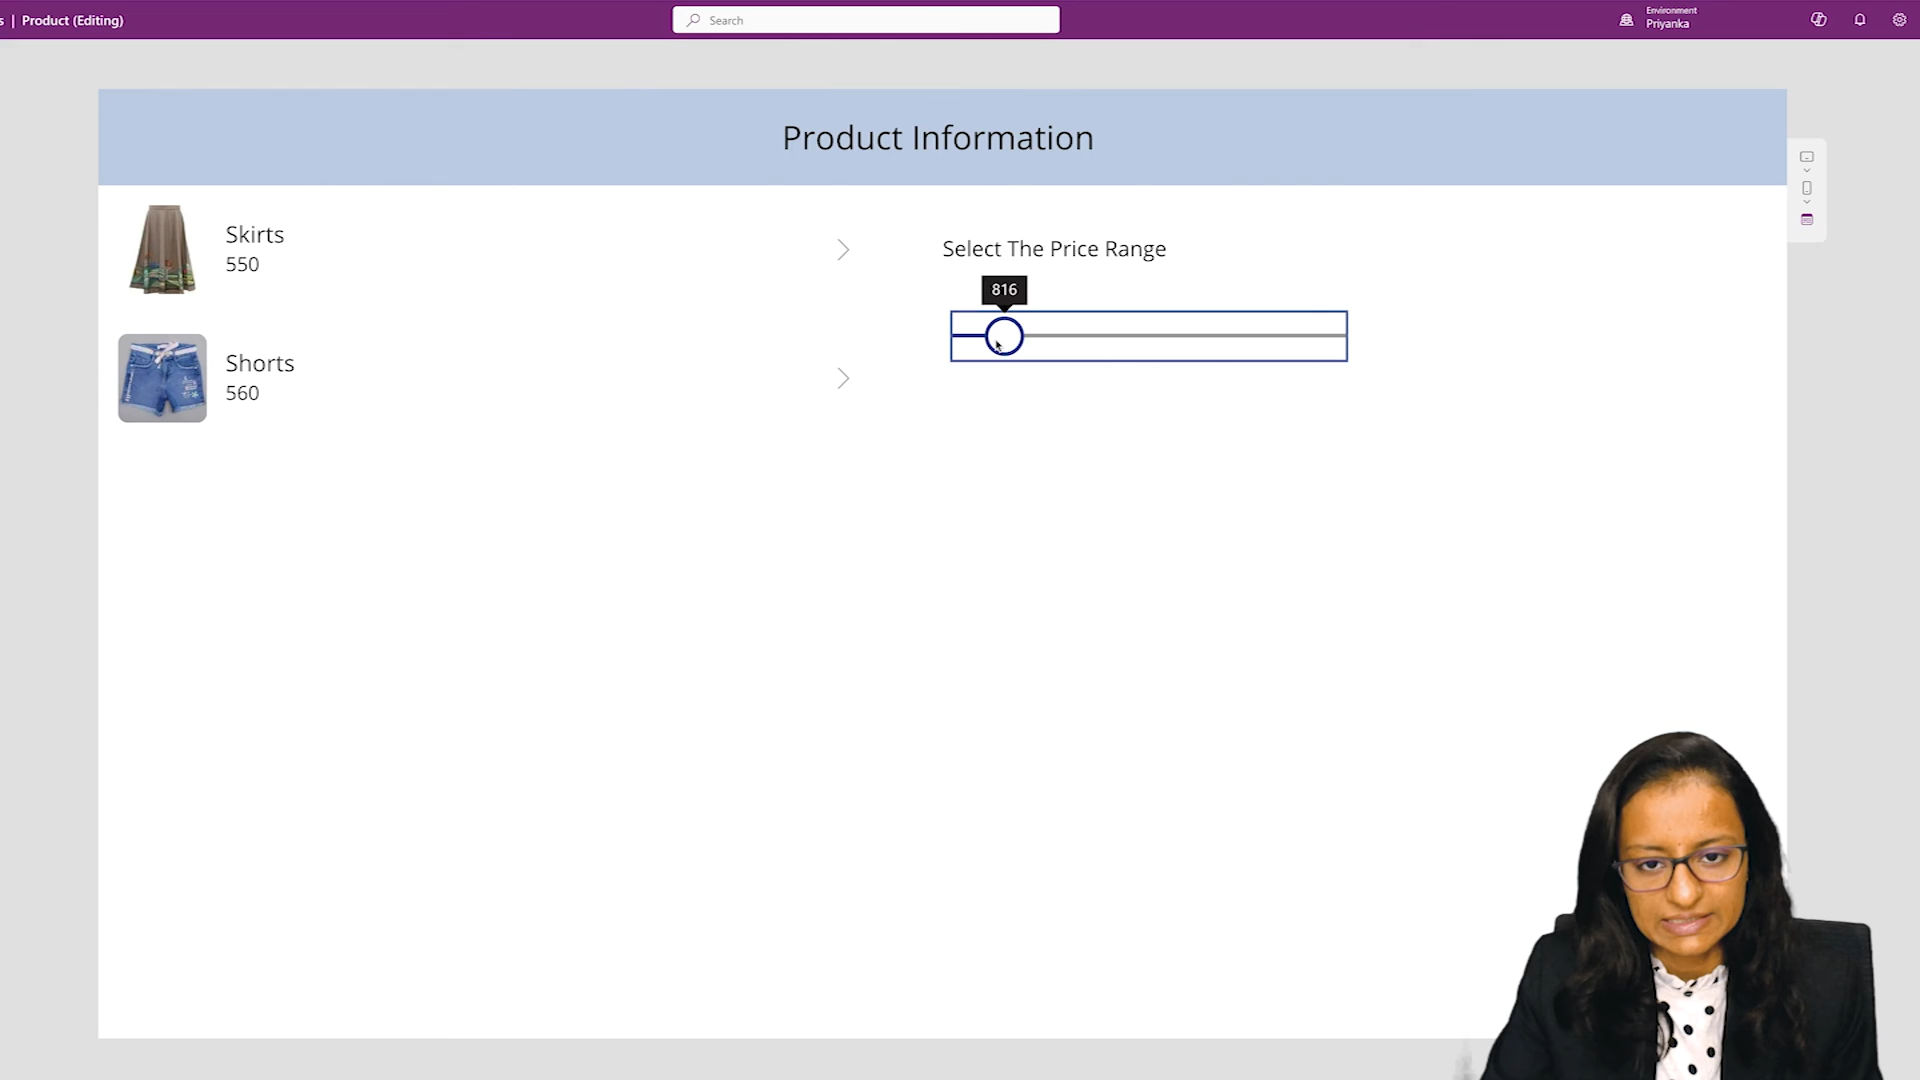 s | Product (Editing)
Search
Environment
Priyanka
Product Information
Skirts
550
Select The Price Range
816
Shorts
560